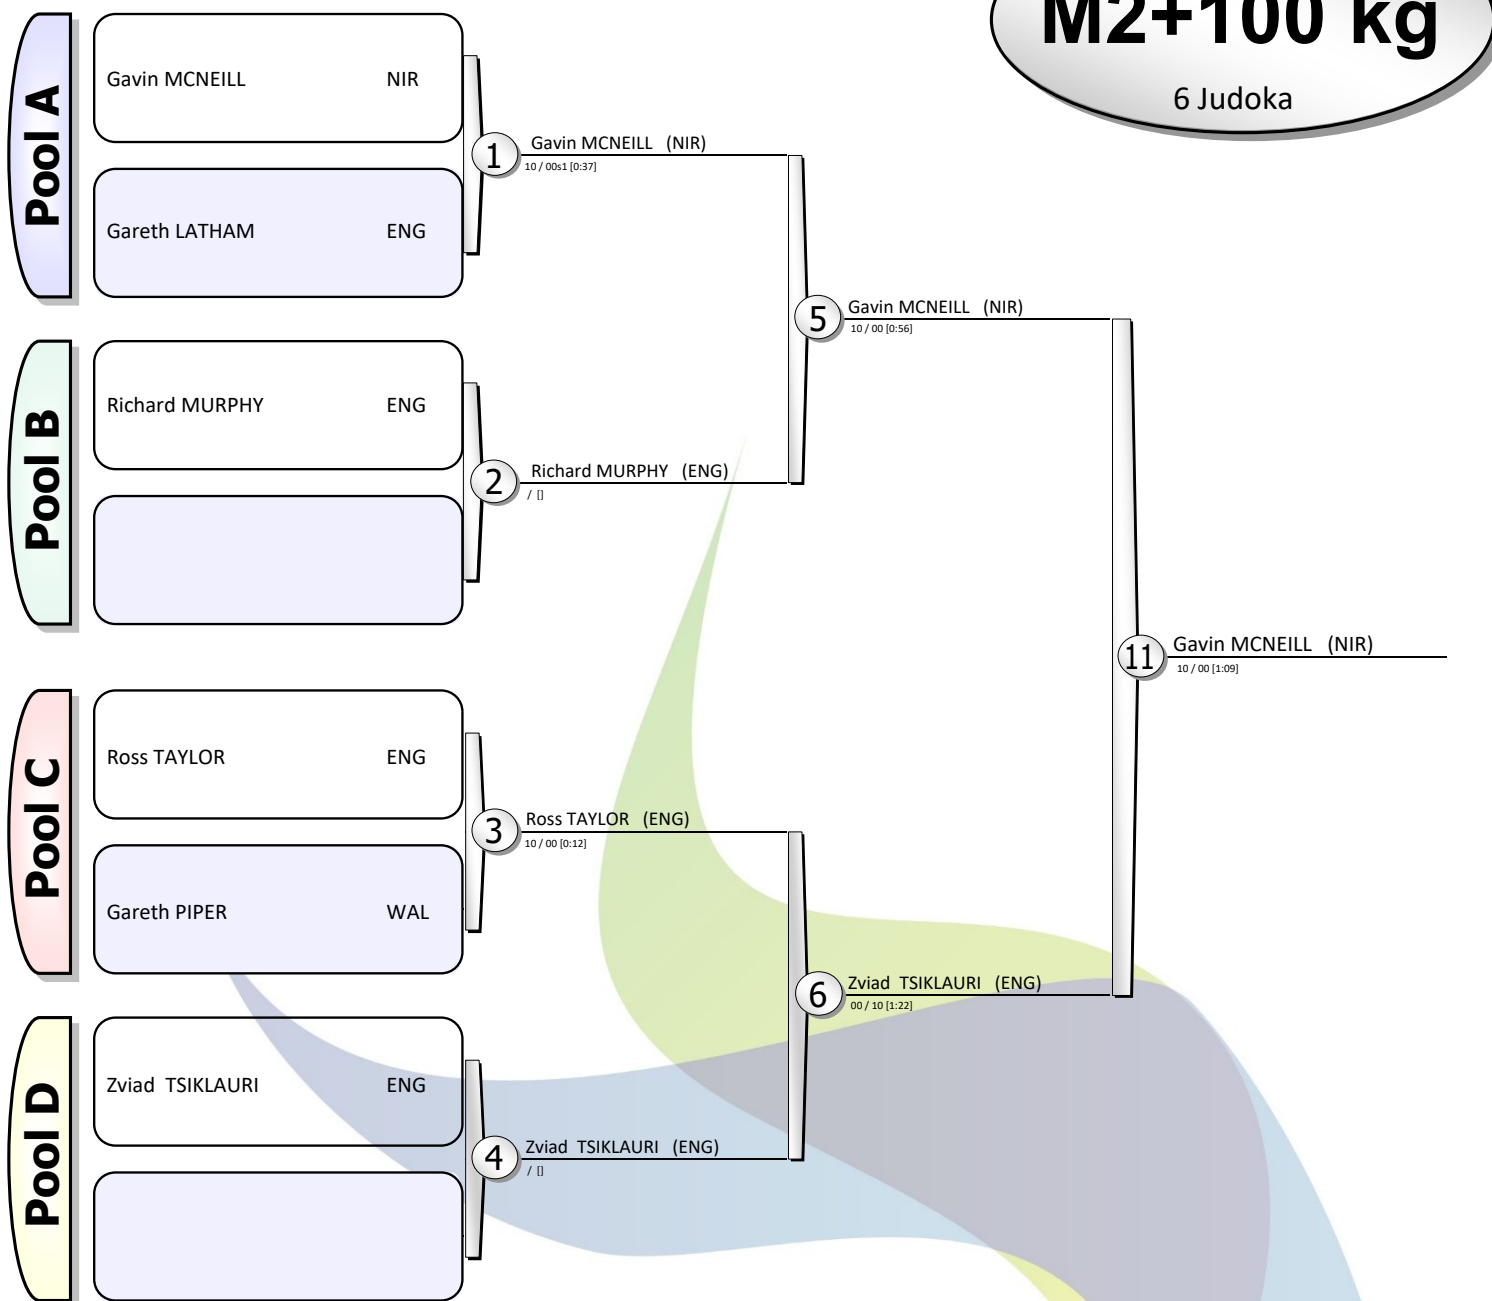 M2+100 kg
6 Judoka
Pool A
Gavin MCNEILL NIR
Gareth LATHAM ENG
1
Gavin MCNEILL (NIR)
10 / 00s1 [0:37]
Pool B
Richard MURPHY ENG
2
Richard MURPHY (ENG)
/ []
5
Gavin MCNEILL (NIR)
10 / 00 [0:56]
Pool C
Ross TAYLOR ENG
Gareth PIPER WAL
3
Ross TAYLOR (ENG)
10 / 00 [0:12]
Pool D
Zviad TSIKLAURI ENG
4
Zviad TSIKLAURI (ENG)
/ []
6
Zviad TSIKLAURI (ENG)
00 / 10 [1:22]
11
Gavin MCNEILL (NIR)
10 / 00 [1:09]